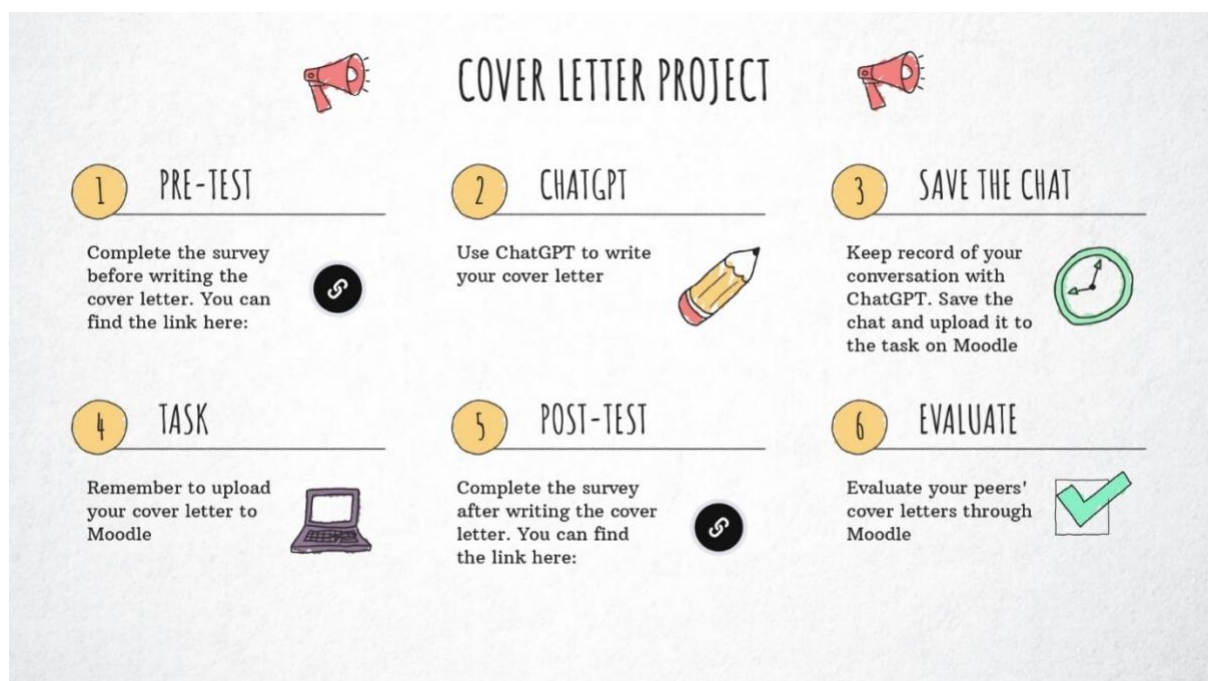 COVER LETTER PROJECT
1 PRE-TEST
Complete the survey
before writing the
cover letter. You can
find the link here:
2 CHATGPT
Use ChatGPT to write
your cover letter
3 SAVE THE CHAT
Keep record of your
conversation with
ChatGPT. Save the
chat and upload it to
the task on Moodle
4 TASK
Remember to upload
your cover letter to
Moodle
5 POST-TEST
Complete the survey
after writing the cover
letter. You can find
the link here:
6 EVALUATE
Evaluate your peers'
cover letters through
Moodle